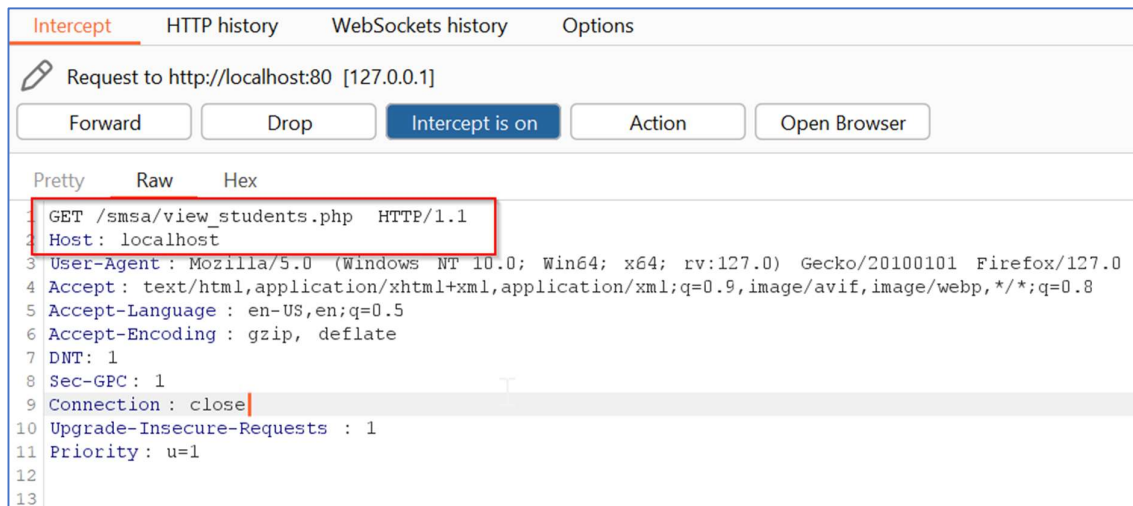 Intercept HTTP history WebSockets history Options
Request to http://localhost:80 [127.0.0.1]
Forward Drop Intercept is on Action Open Browser
Pretty Raw Hex
1 GET /smsa/view_students.php HTTP/1.1
2 Host: localhost
3 User-Agent: Mozilla/5.0 (Windows NT 10.0; Win64; x64; rv:127.0) Gecko/20100101 Firefox/127.0
4 Accept: text/html,application/xhtml+xml,application/xml;q=0.9,image/avif,image/webp,*/*;q=0.8
5 Accept-Language: en-US,en;q=0.5
6 Accept-Encoding: gzip, deflate
7 DNT: 1
8 Sec-GPC: 1
9 Connection: close
10 Upgrade-Insecure-Requests: 1
11 Priority: u=1
12
13